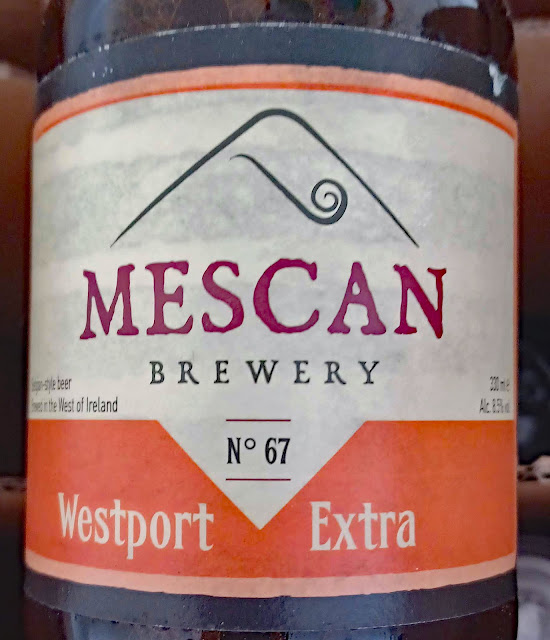 MESCAN
BREWERY
-style beer
brewed in the West of Ireland
330 ml e
Alc. 8.5% vol
N° 67
Westport Extra